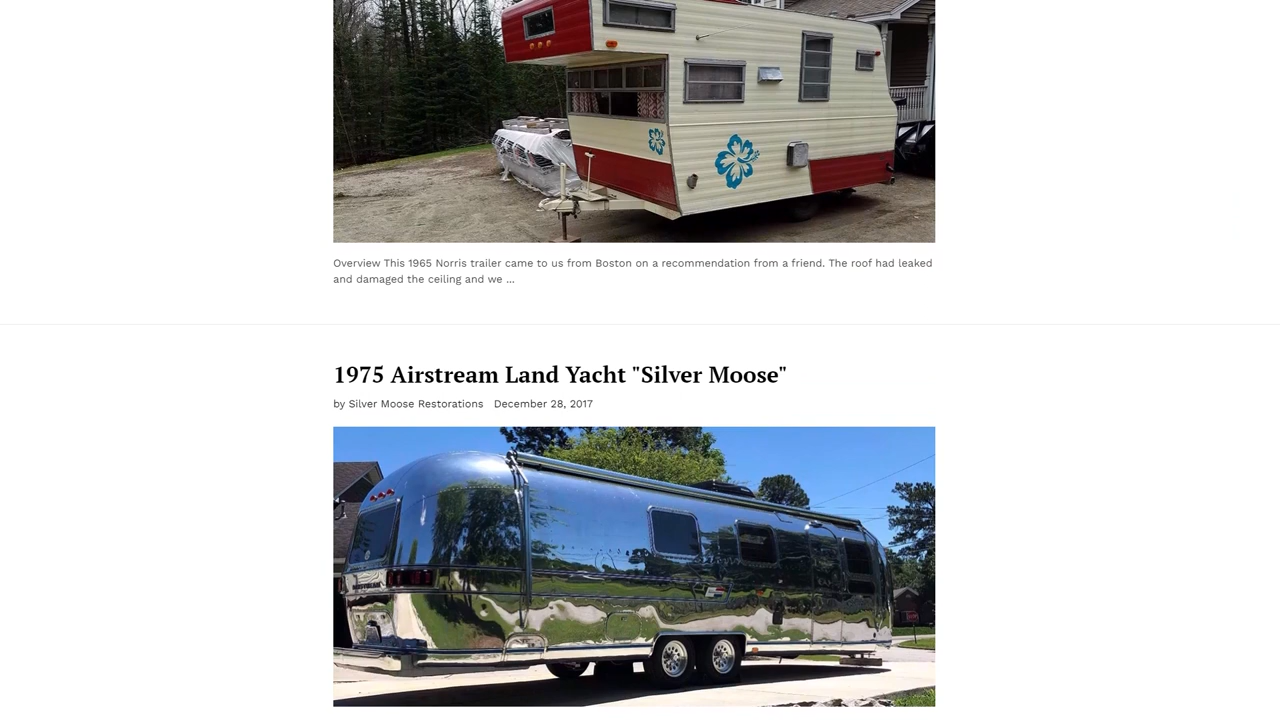 Overview This 1965 Norris trailer came to us from Boston on a recommendation from a friend. The roof had leaked
and damaged the ceiling and we ...
1975 Airstream Land Yacht "Silver Moose"
by Silver Moose Restorations December 28, 2017